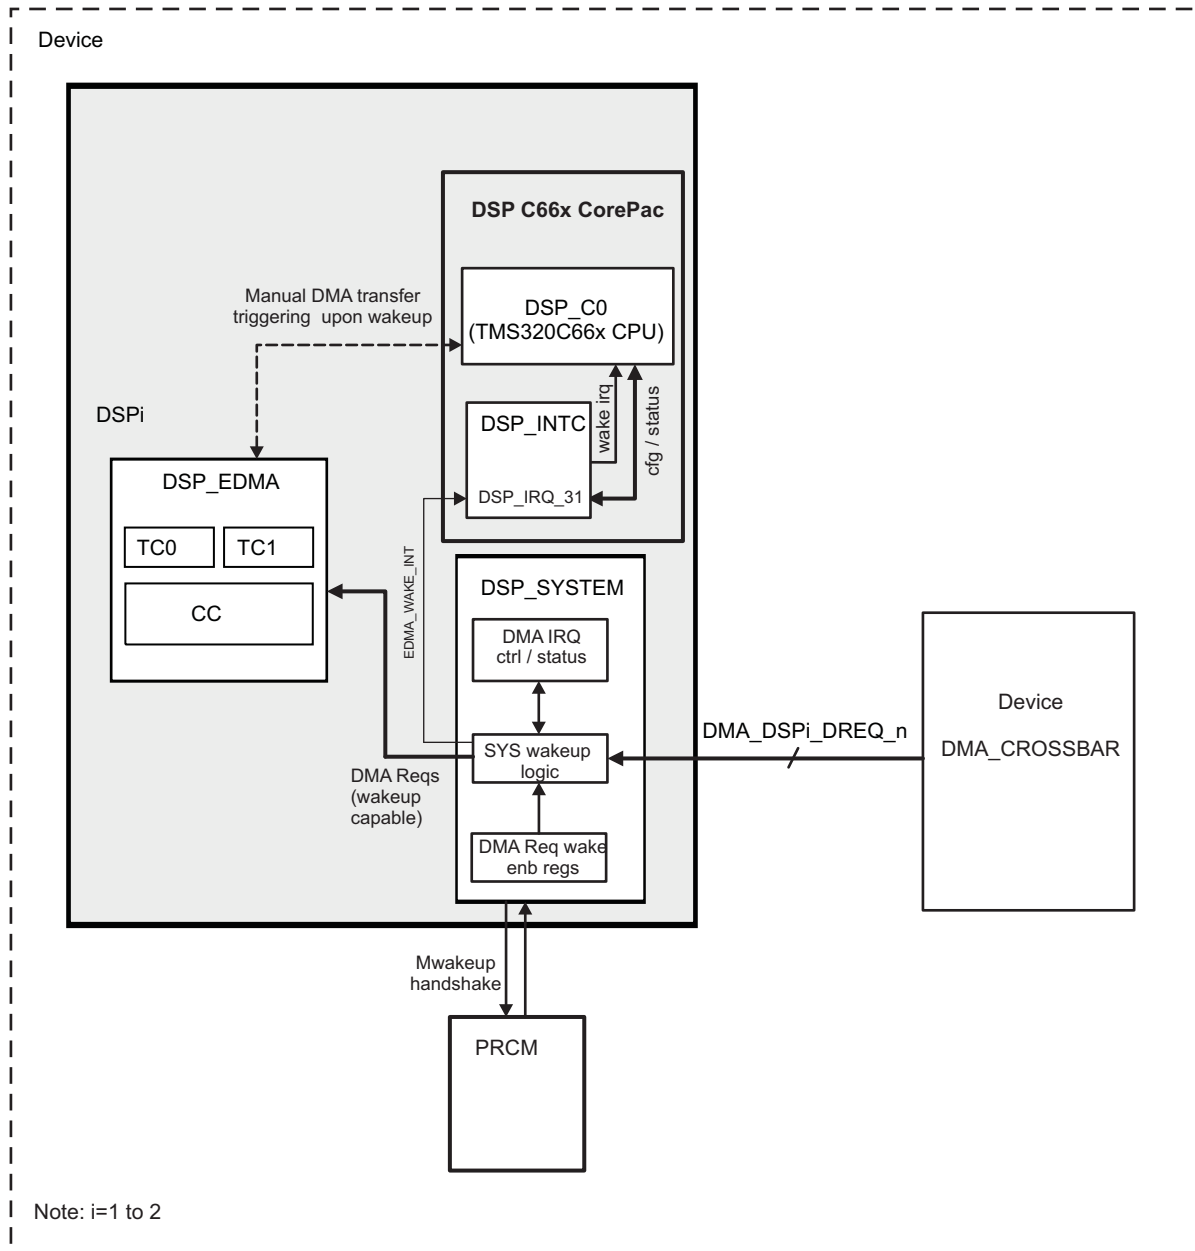 Device
DSP C66x CorePac
DSP_C0
(TMS320C66x CPU)
Manual DMA transfer
triggering upon wakeup
wake irq
cfg / status
DSPi
DSP_INTC
DSP_IRQ_31
DSP_EDMA
TC0
TC1
CC
EDMA_WAKE_INT
DSP_SYSTEM
DMA IRQ
ctrl / status
SYS wakeup
logic
DMA Reqs
(wakeup
capable)
DMA Req wake
enb regs
DMA_DSPi_DREQ_n
Device
DMA_CROSSBAR
Mwakeup
handshake
PRCM
Note: i=1 to 2